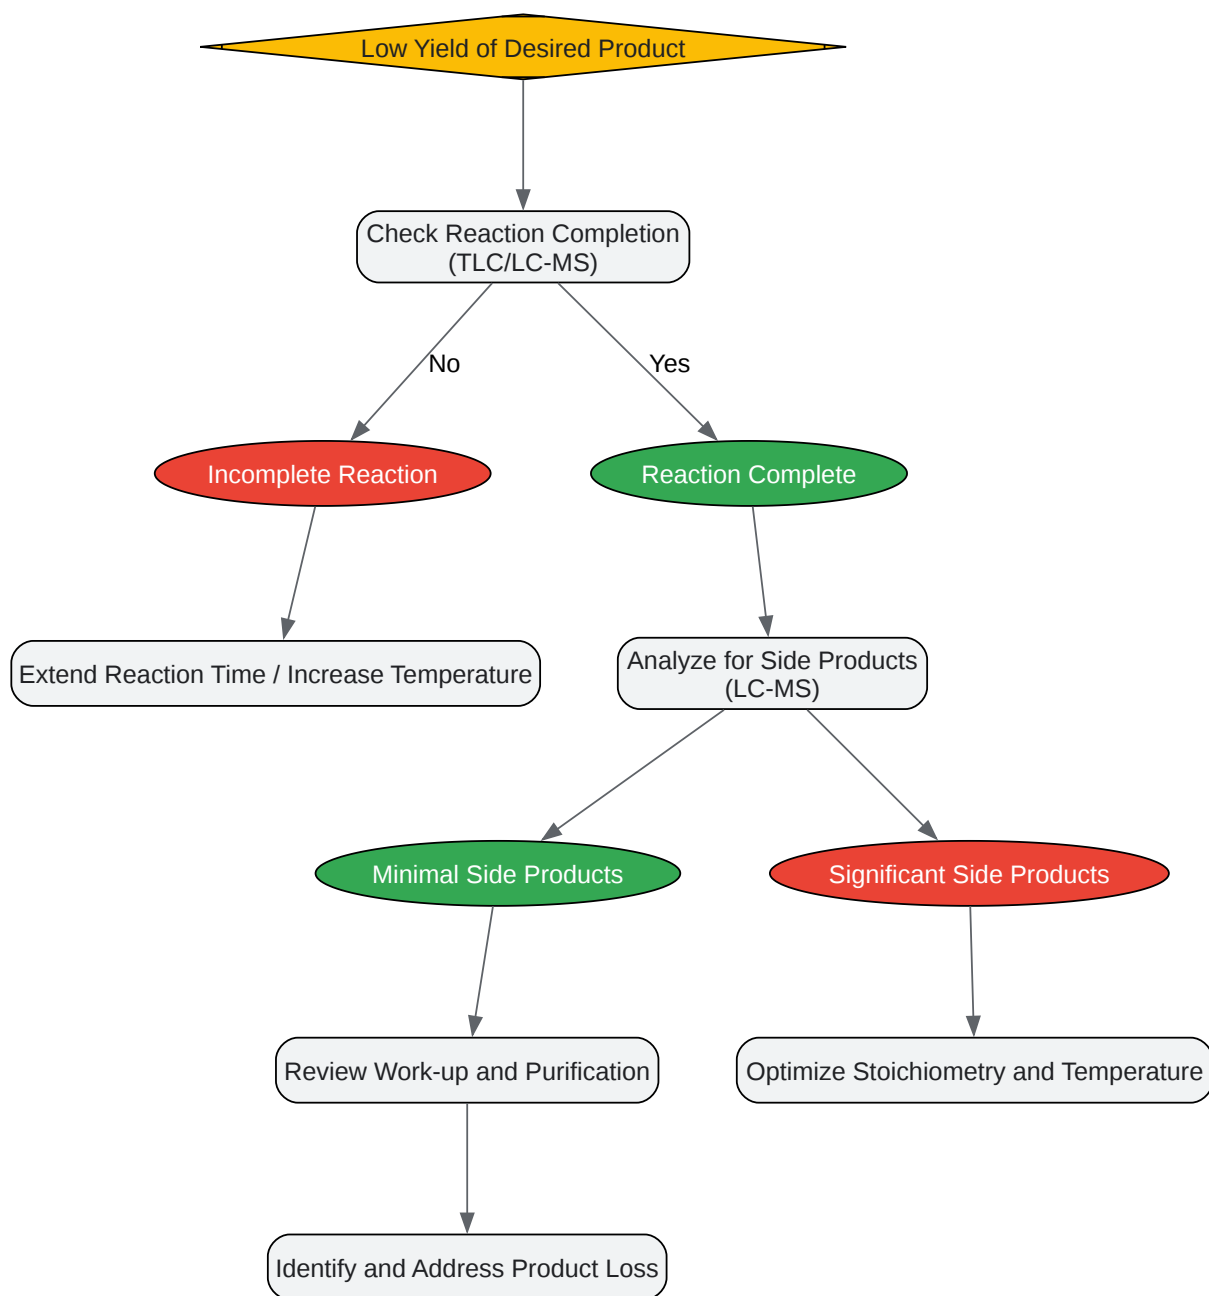 Low Yield of Desired Product
Check Reaction Completion
(TLC/LC-MS)
No
Yes
Incomplete Reaction
Reaction Complete
Extend Reaction Time / Increase Temperature
Analyze for Side Products
(LC-MS)
Minimal Side Products
Significant Side Products
Review Work-up and Purification
Optimize Stoichiometry and Temperature
Identify and Address Product Loss